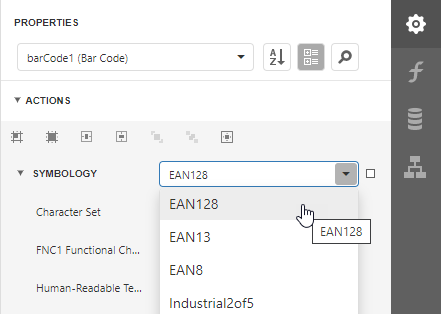 PROPERTIES
barCode1 (Bar Code)
A
Z
ACTIONS
SYMBOLOGY
EAN128
Character Set
EAN128
EAN128
FNC1 Functional Ch...
EAN13
Human-Readable Te...
EAN8
Industrial2of5